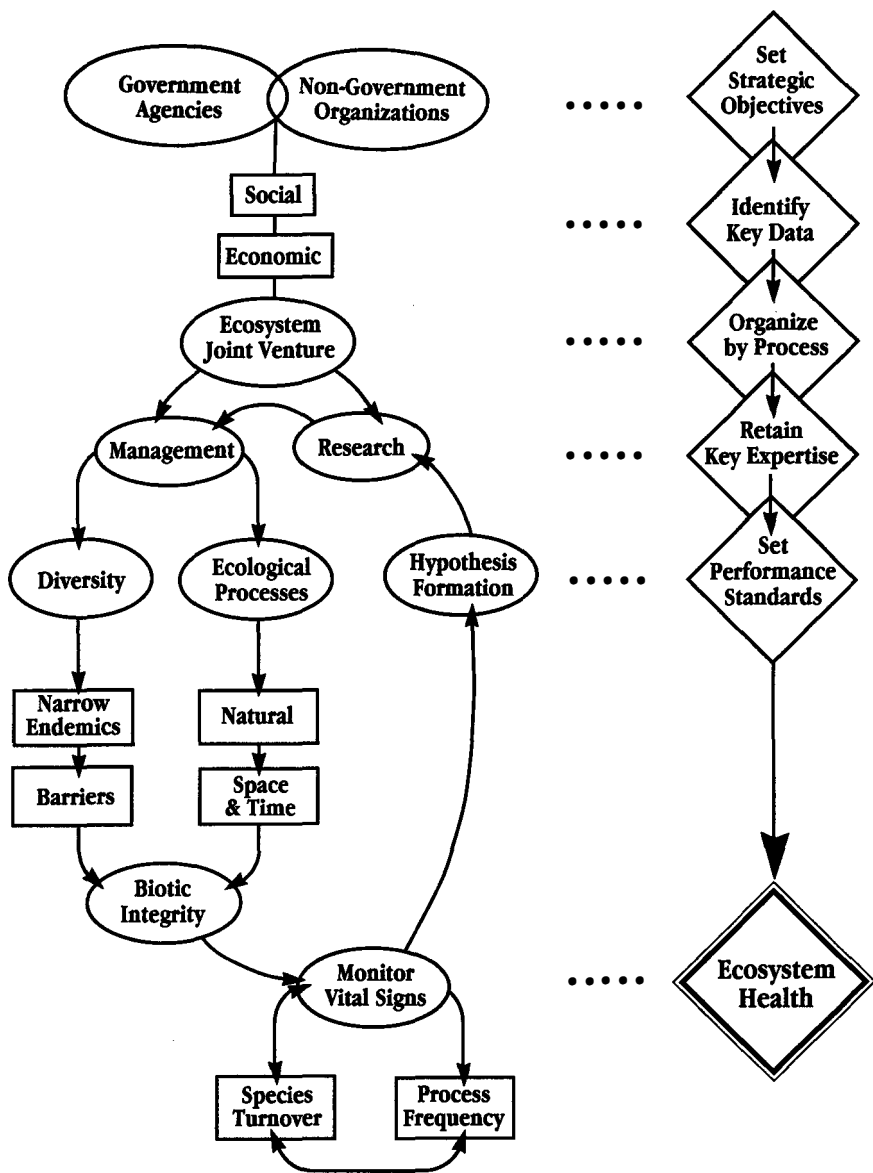 Government
Agencies
Non-Government
Organizations
Set
Strategic
Objectives
Social
Identify
Key Data
Economic
Ecosystem
Joint Venture
Organize
by Process
Management
Research
Retain
Key Expertise
Diversity
Ecological
Processes
Hypothesis
Formation
Set
Performance
Standards
Narrow
Endemics
Natural
Barriers
Space
& Time
Biotic
Integrity
Monitor
Vital Signs
Ecosystem
Health
Species
Turnover
Process
Frequency